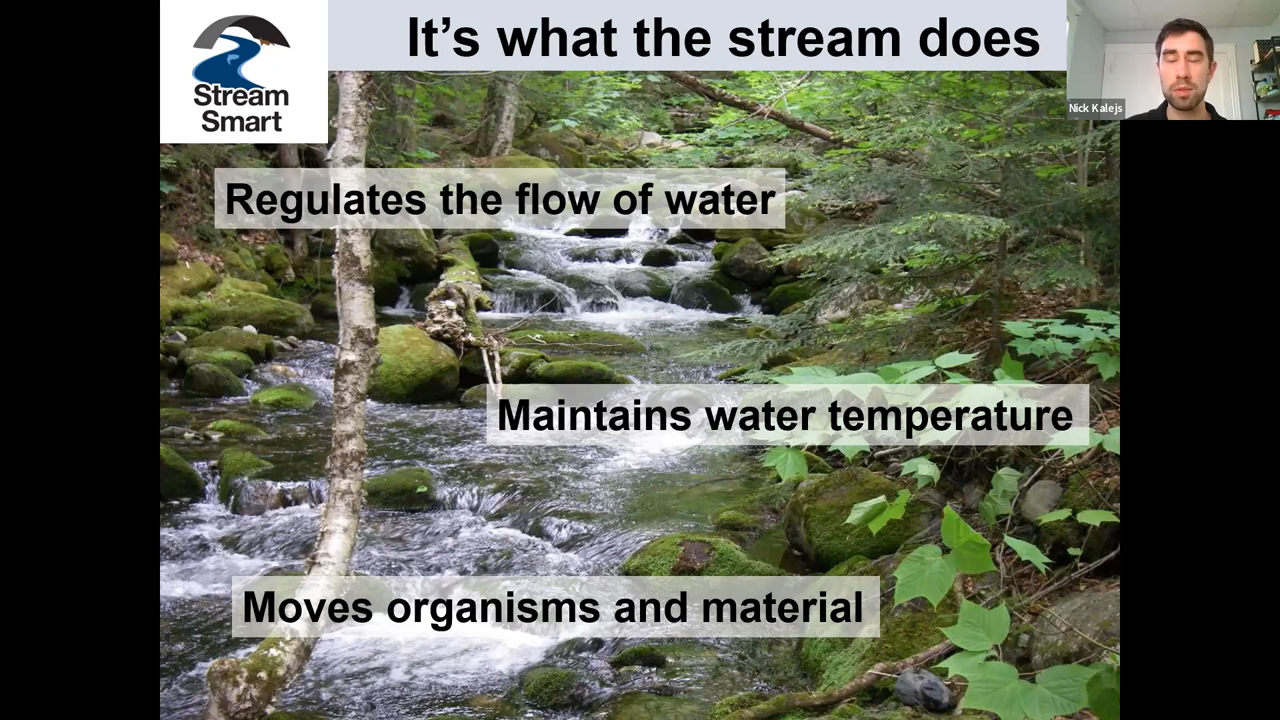 It’s what the stream does
Stream
Smart
Nick Kalejs
Regulates the flow of water
Maintains water temperature
Moves organisms and material